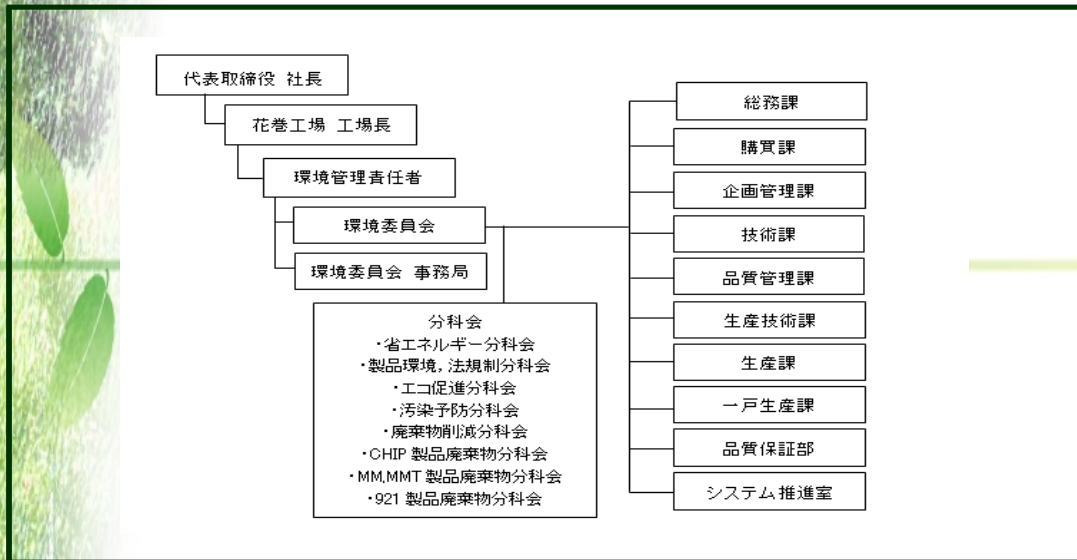 代表取締役 社長
花巻工場 工場長
環境管理責任者
環境委員会
環境委員会 事務局
分科会
・省エネルギー分科会
・製品環境，法規制分科会
・エコ促進分科会
・汚染予防分科会
・廃棄物削減分科会
・CHIP 製品廃棄物分科会
・MM,MMT 製品廃棄物分科会
・921 製品廃棄物分科会
総務課
購買課
企画管理課
技術課
品質管理課
生産技術課
生産課
一戸生産課
品質保証部
システム推進室